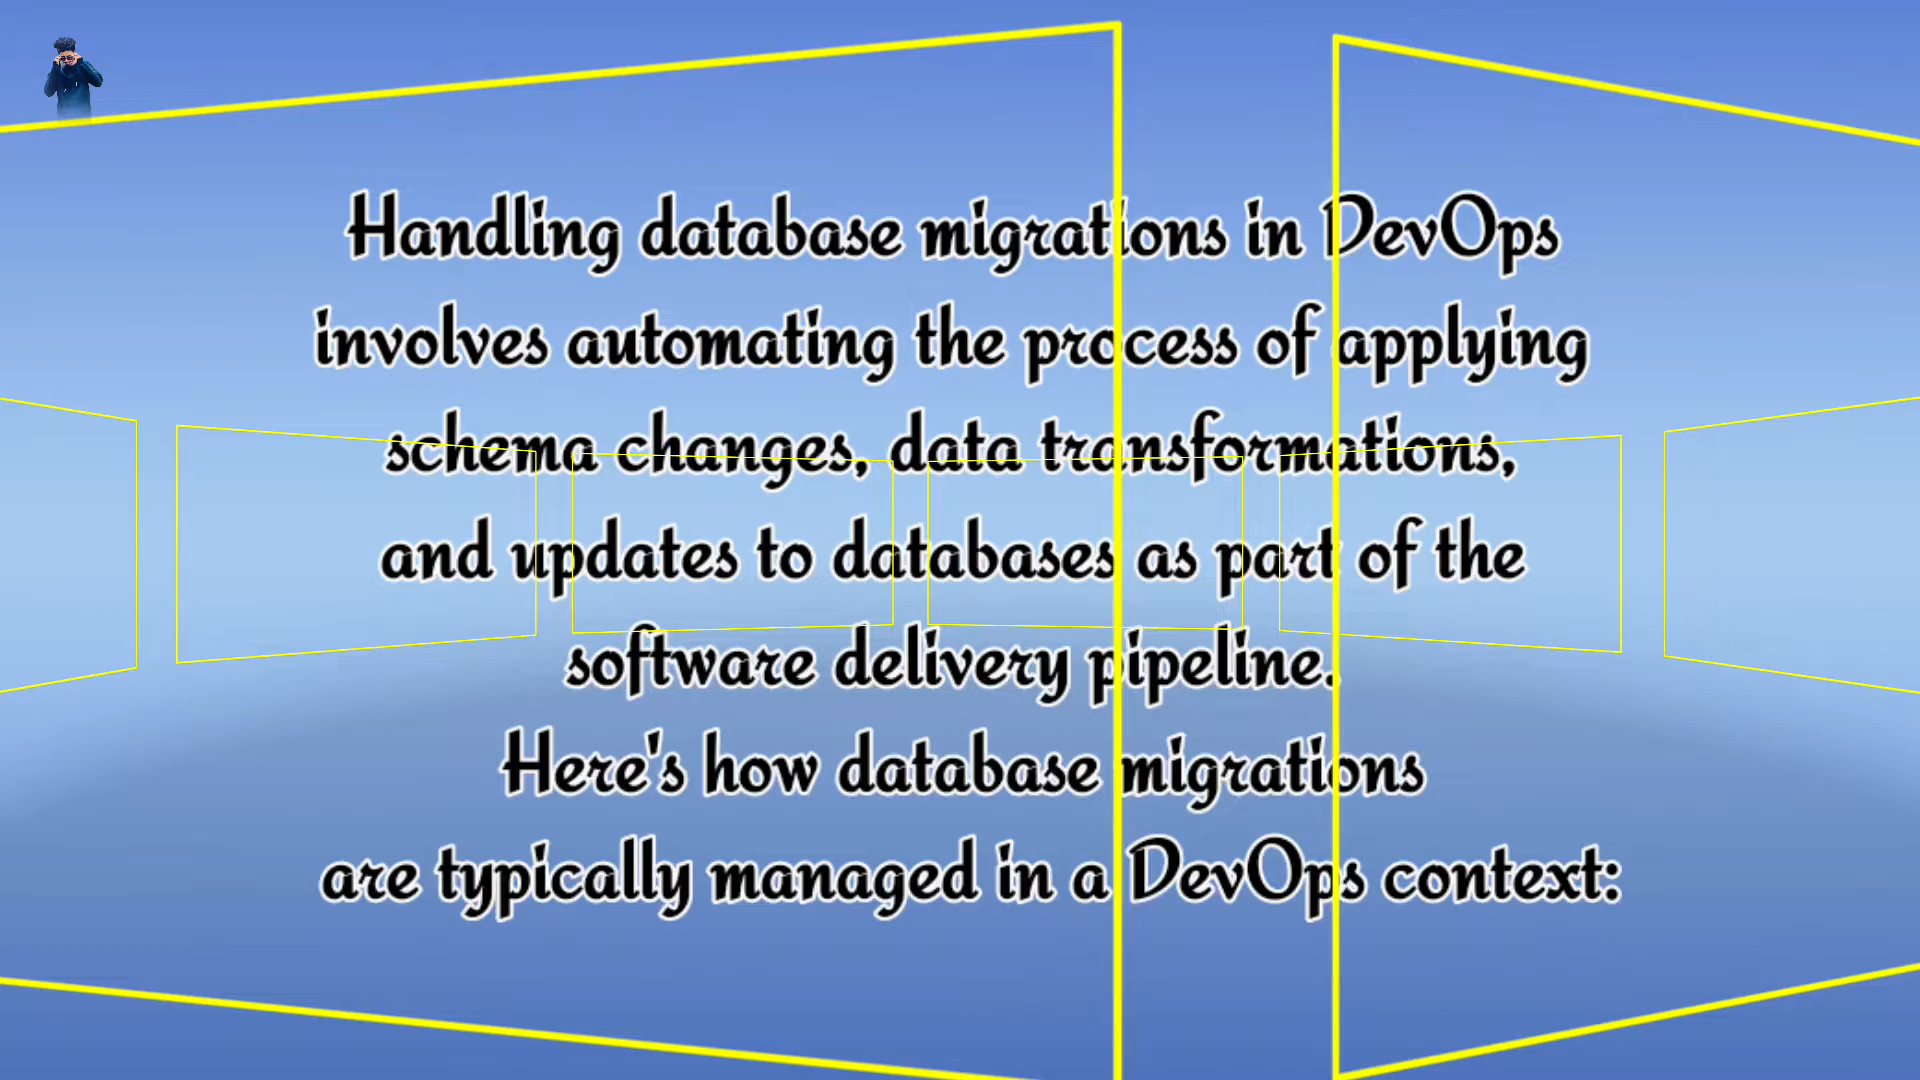 Handling database migrations in DevOps
involves automating the process of applying
schema changes, data transformations,
and updates to databases as part of the
software delivery pipeline.
Here's how database migrations
are typically managed in a DevOps context: